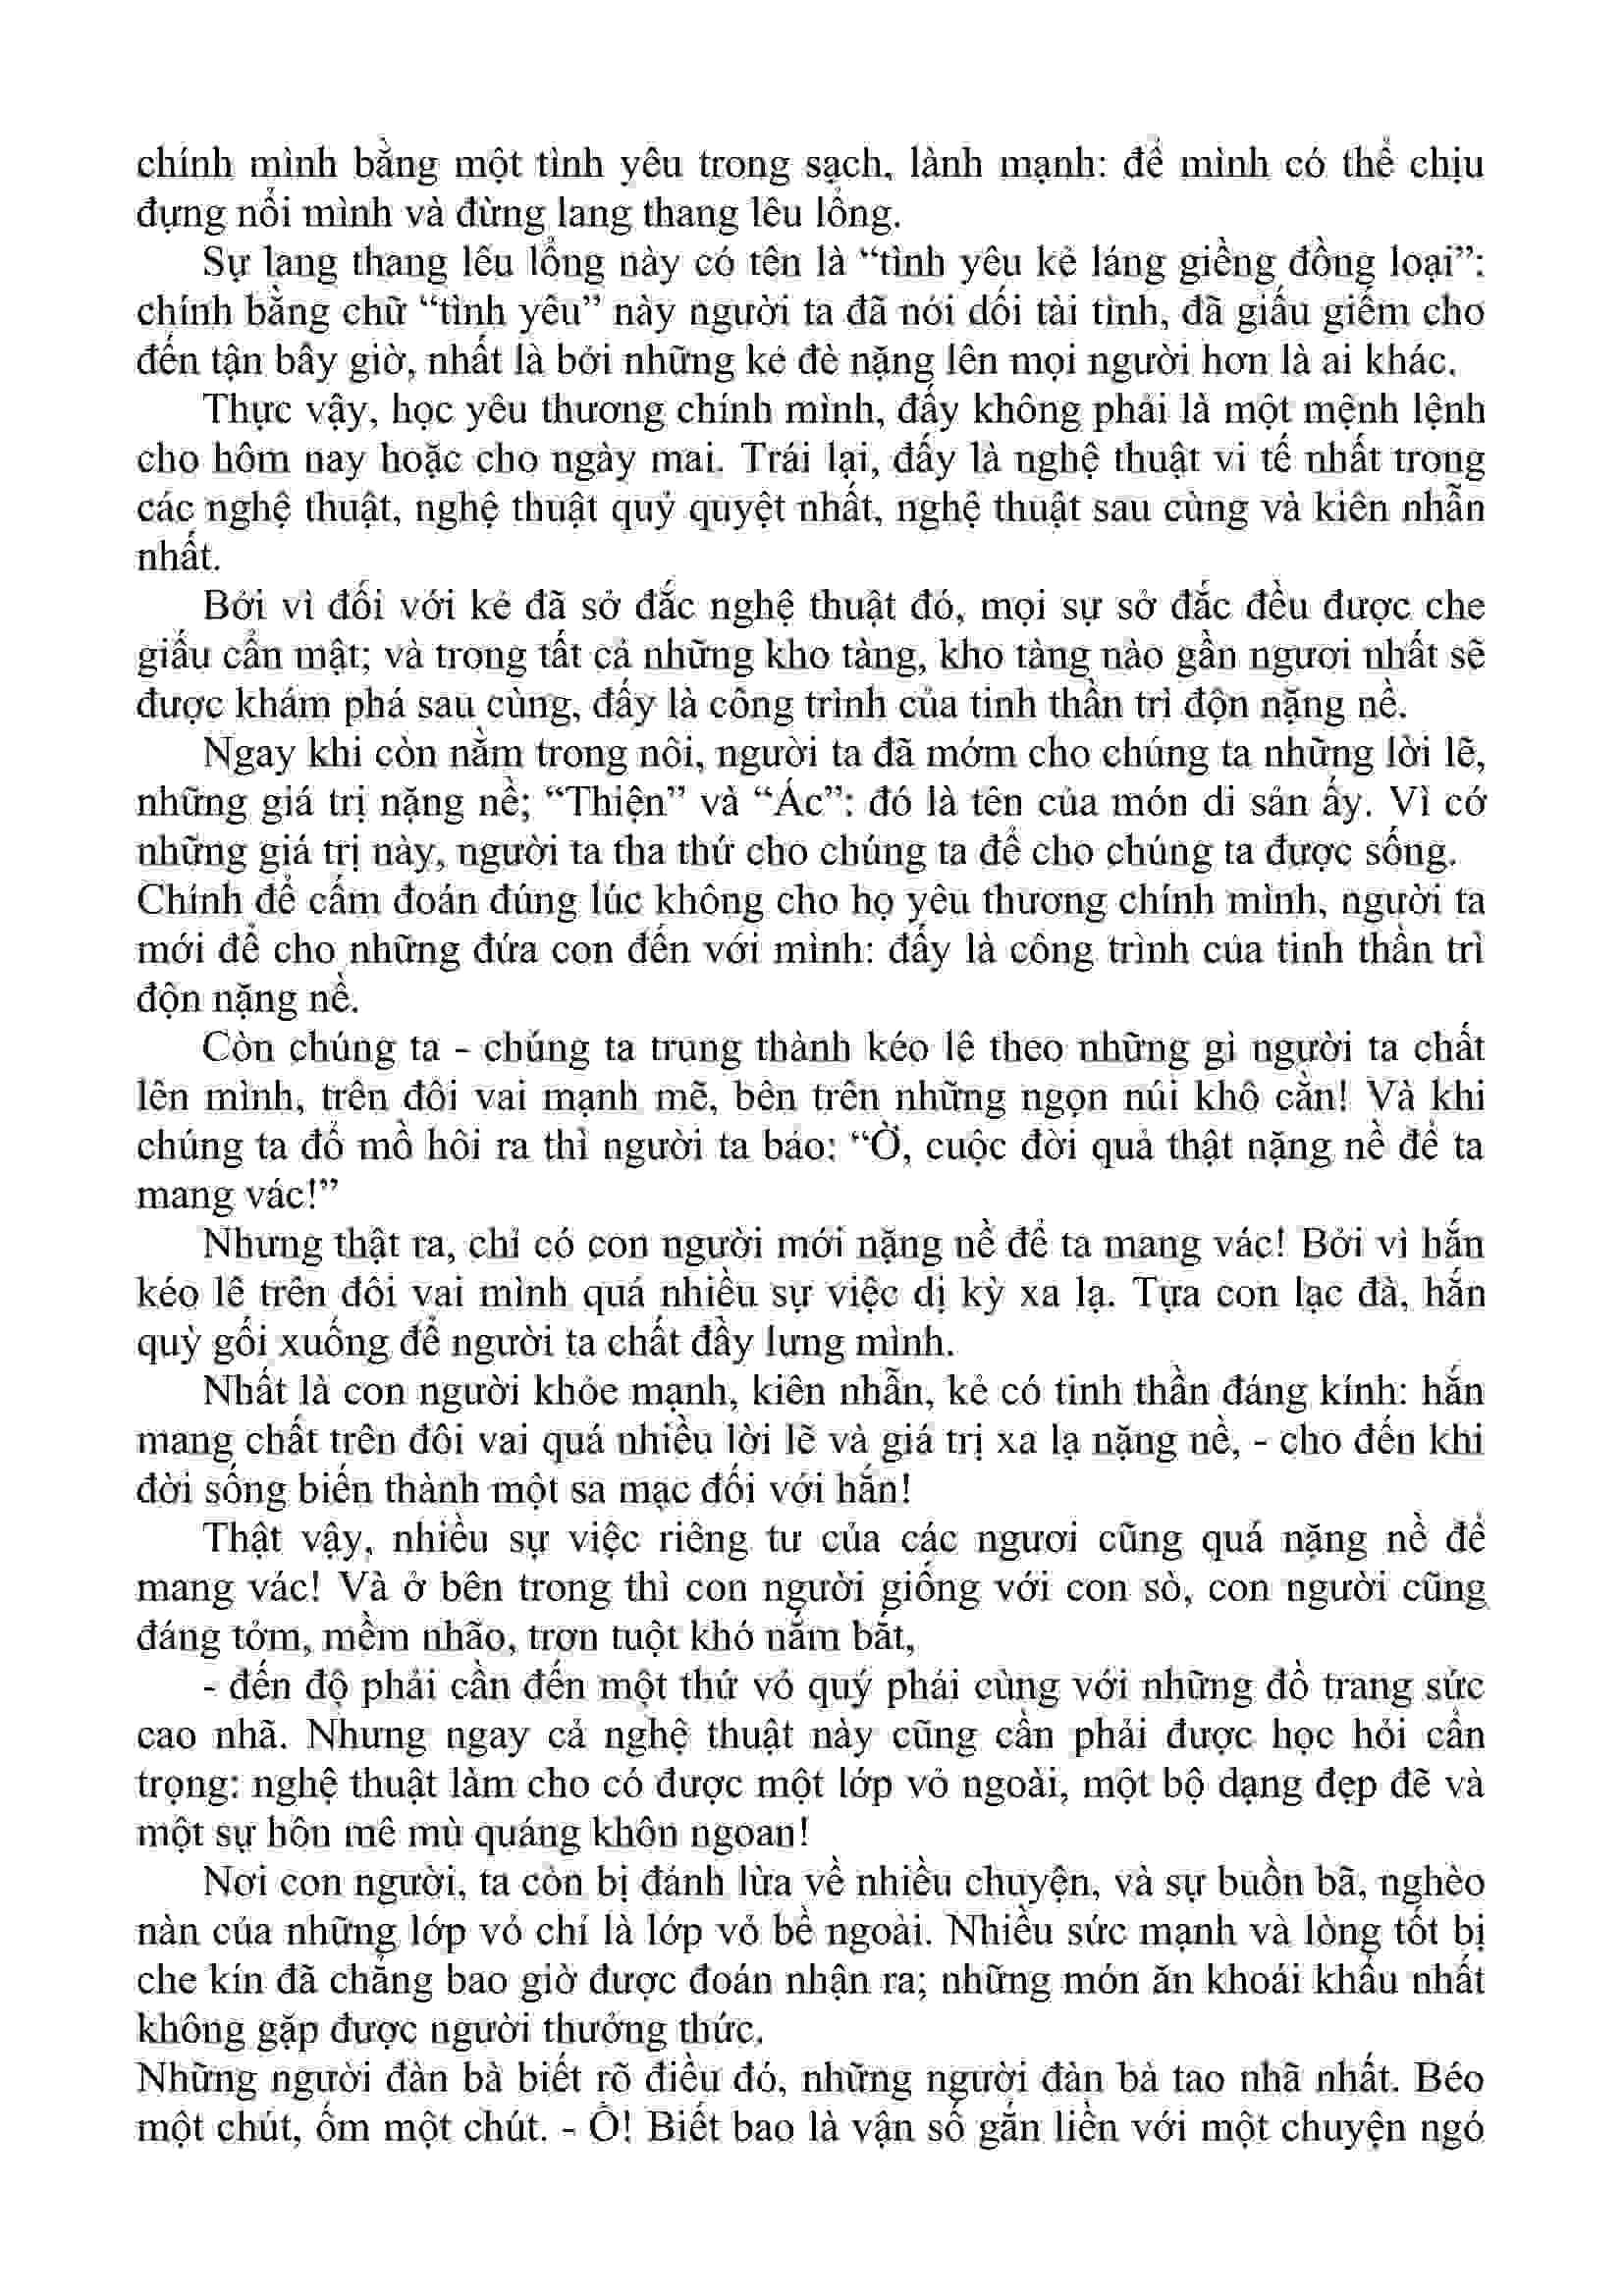 chính mình bằng một tình yêu trong sạch, lành mạnh: để mình có thể chịu
đựng nổi mình và đừng lang thang lêu lổng.
Sự lang thang lêu lổng này có tên là “tình yêu kẻ láng giềng đồng loại”:
chính bằng chữ “tình yêu” này người ta đã nói dối tài tình, đã giấu giếm cho
đến tận bây giờ, nhất là bởi những kẻ đè nặng lên mọi người hơn là ai khác.
Thực vậy, học yêu thương chính mình, đấy không phải là một mệnh lệnh
cho hôm nay hoặc cho ngày mai. Trái lại, đấy là nghệ thuật vi tế nhất trong
các nghệ thuật, nghệ thuật quỷ quyệt nhất, nghệ thuật sau cùng và kiên nhẫn
nhất.
Bởi vì đối với kẻ đã sở đắc nghệ thuật đó, mọi sự sở đắc đều được che
giấu cẩn mật; và trong tất cả những kho tàng, kho tàng nào gần ngươi nhất sẽ
được khám phá sau cùng, đấy là công trình của tinh thần trì độn nặng nề.
Ngay khi còn nằm trong nôi, người ta đã mớm cho chúng ta những lời lẽ,
những giá trị nặng nề; “Thiện” và “Ác”: đó là tên của món di sản ấy. Vì cớ
những giá trị này, người ta tha thứ cho chúng ta để cho chúng ta được sống.
Chính để cấm đoán đúng lúc không cho họ yêu thương chính mình, người ta
mới để cho những đứa con đến với mình: đấy là công trình của tinh thần trì
độn nặng nề.
Còn chúng ta - chúng ta trung thành kéo lê theo những gì người ta chất
lên mình, trên đôi vai mạnh mẽ, bên trên những ngọn núi khô cằn! Và khi
chúng ta đổ mồ hôi ra thì người ta bảo: “Ờ, cuộc đời quả thật nặng nề để ta
mang vác!”
Nhưng thật ra, chỉ có con người mới nặng nề để ta mang vác! Bởi vì hắn
kéo lê trên đôi vai mình quá nhiều sự việc dị kỳ xa lạ. Tựa con lạc đà, hắn
quỳ gối xuống để người ta chất đầy lưng mình.
Nhất là con người khỏe mạnh, kiên nhẫn, kẻ có tinh thần đáng kính: hắn
mang chất trên đôi vai quá nhiều lời lẽ và giá trị xa lạ nặng nề, - cho đến khi
đời sống biến thành một sa mạc đối với hắn!
Thật vậy, nhiều sự việc riêng tư của các ngươi cũng quá nặng nề để
mang vác! Và ở bên trong thì con người giống với con sò, con người cũng
đáng tởm, mềm nhão, trơn tuột khó nắm bắt,
- đến độ phải cần đến một thứ vỏ quý phái cùng với những đồ trang sức
cao nhã. Nhưng ngay cả nghệ thuật này cũng cần phải được học hỏi cẩn
trọng: nghệ thuật làm cho có được một lớp vỏ ngoài, một bộ dạng đẹp đẽ và
một sự hôn mê mù quáng khôn ngoan!
Nơi con người, ta còn bị đánh lừa về nhiều chuyện, và sự buồn bã, nghèo
nàn của những lớp vỏ chỉ là lớp vỏ bề ngoài. Nhiều sức mạnh và lòng tốt bị
che kín đã chẳng bao giờ được đoán nhận ra; những món ăn khoái khẩu nhất
không gặp được người thưởng thức.
Những người đàn bà biết rõ điều đó, những người đàn bà tao nhã nhất. Béo
một chút, ốm một chút. - Ồ! Biết bao là vận số gắn liền với một chuyện ngó